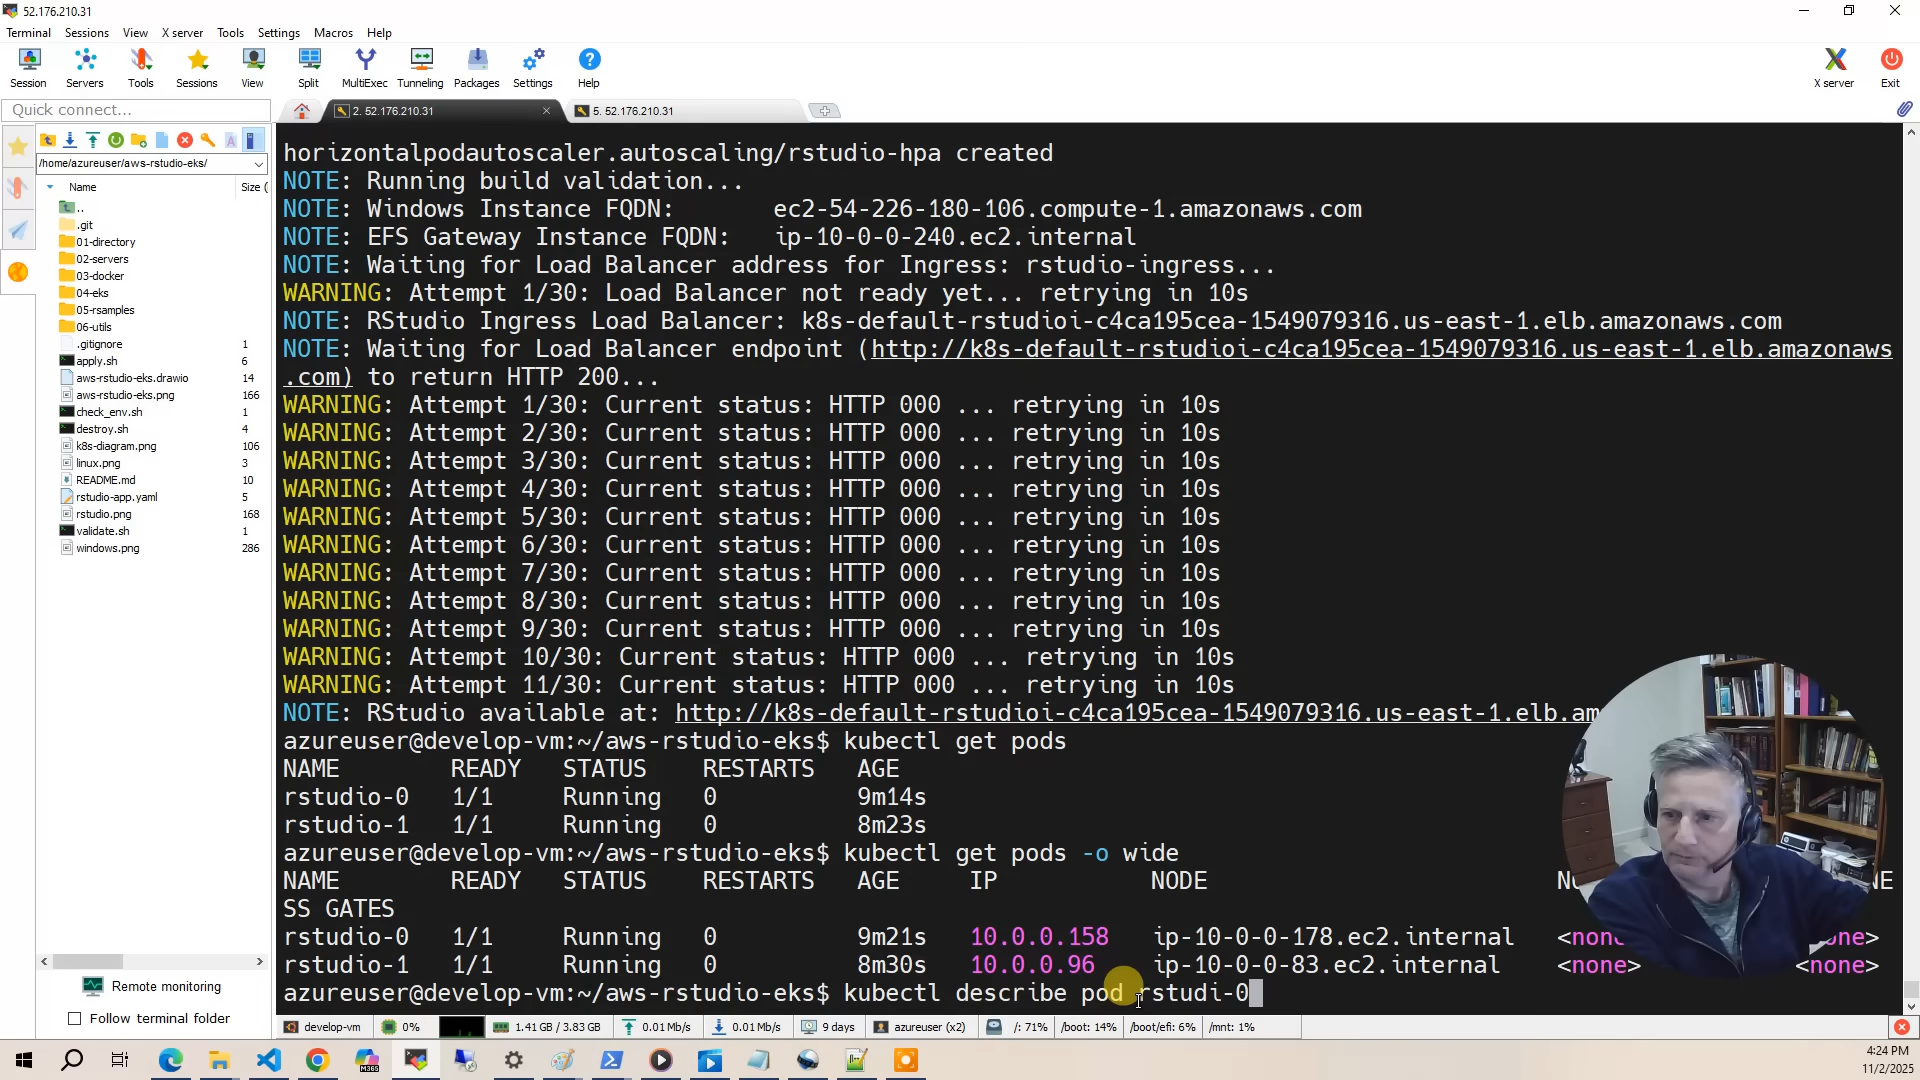 52.176.210.31
Terminal Sessions View X server Tools Settings Macros Help
Session Servers Tools Sessions View Split MultiExec Tunneling Packages Settings Help X server Exit
Quick connect...
2. 52.176.210.31
5. 52.176.210.31
/home/azureuser/aws-rstudio-eks/
Name Size (
..
.git
01-directory
02-servers
03-docker
04-eks
05-rsamples
06-utils
.gitignore 1
apply.sh 6
aws-rstudio-eks.drawio 14
aws-rstudio-eks.png 166
check_env.sh 1
destroy.sh 4
k8s-diagram.png 106
linux.png 3
README.md 10
rstudio-app.yaml 5
rstudio.png 168
validate.sh 1
windows.png 286
Remote monitoring
Follow terminal folder
horizontalpodautoscaler.autoscaling/rstudio-hpa created
NOTE: Running build validation...
NOTE: Windows Instance FQDN: ec2-54-226-180-106.compute-1.amazonaws.com
NOTE: EFS Gateway Instance FQDN: ip-10-0-0-240.ec2.internal
NOTE: Waiting for Load Balancer address for Ingress: rstudio-ingress...
WARNING: Attempt 1/30: Load Balancer not ready yet... retrying in 10s
NOTE: RStudio Ingress Load Balancer: k8s-default-rstudioi-c4ca195cea-1549079316.us-east-1.elb.amazonaws.com
NOTE: Waiting for Load Balancer endpoint (http://k8s-default-rstudioi-c4ca195cea-1549079316.us-east-1.elb.amazonaws
.com) to return HTTP 200...
WARNING: Attempt 1/30: Current status: HTTP 000 ... retrying in 10s
WARNING: Attempt 2/30: Current status: HTTP 000 ... retrying in 10s
WARNING: Attempt 3/30: Current status: HTTP 000 ... retrying in 10s
WARNING: Attempt 4/30: Current status: HTTP 000 ... retrying in 10s
WARNING: Attempt 5/30: Current status: HTTP 000 ... retrying in 10s
WARNING: Attempt 6/30: Current status: HTTP 000 ... retrying in 10s
WARNING: Attempt 7/30: Current status: HTTP 000 ... retrying in 10s
WARNING: Attempt 8/30: Current status: HTTP 000 ... retrying in 10s
WARNING: Attempt 9/30: Current status: HTTP 000 ... retrying in 10s
WARNING: Attempt 10/30: Current status: HTTP 000 ... retrying in 10s
WARNING: Attempt 11/30: Current status: HTTP 000 ... retrying in 10s
NOTE: RStudio available at: http://k8s-default-rstudioi-c4ca195cea-1549079316.us-east-1.elb.am
azureuser@develop-vm:~/aws-rstudio-eks$ kubectl get pods
NAME READY STATUS RESTARTS AGE
rstudio-0 1/1 Running 0 9m14s
rstudio-1 1/1 Running 0 8m23s
azureuser@develop-vm:~/aws-rstudio-eks$ kubectl get pods -o wide
NAME READY STATUS RESTARTS AGE IP NODE NO NE
SS GATES
rstudio-0 1/1 Running 0 9m21s 10.0.0.158 ip-10-0-0-178.ec2.internal <none one>
rstudio-1 1/1 Running 0 8m30s 10.0.0.96 ip-10-0-0-83.ec2.internal <none> <none>
azureuser@develop-vm:~/aws-rstudio-eks$ kubectl describe pod rstudi-0
develop-vm 0% 1.41 GB / 3.83 GB 0.01 Mb/s 0.01 Mb/s 9 days azureuser (x2) /: 71% /boot: 14% /boot/efi: 6% /mnt: 1%
M365
4:24 PM
11/2/2025